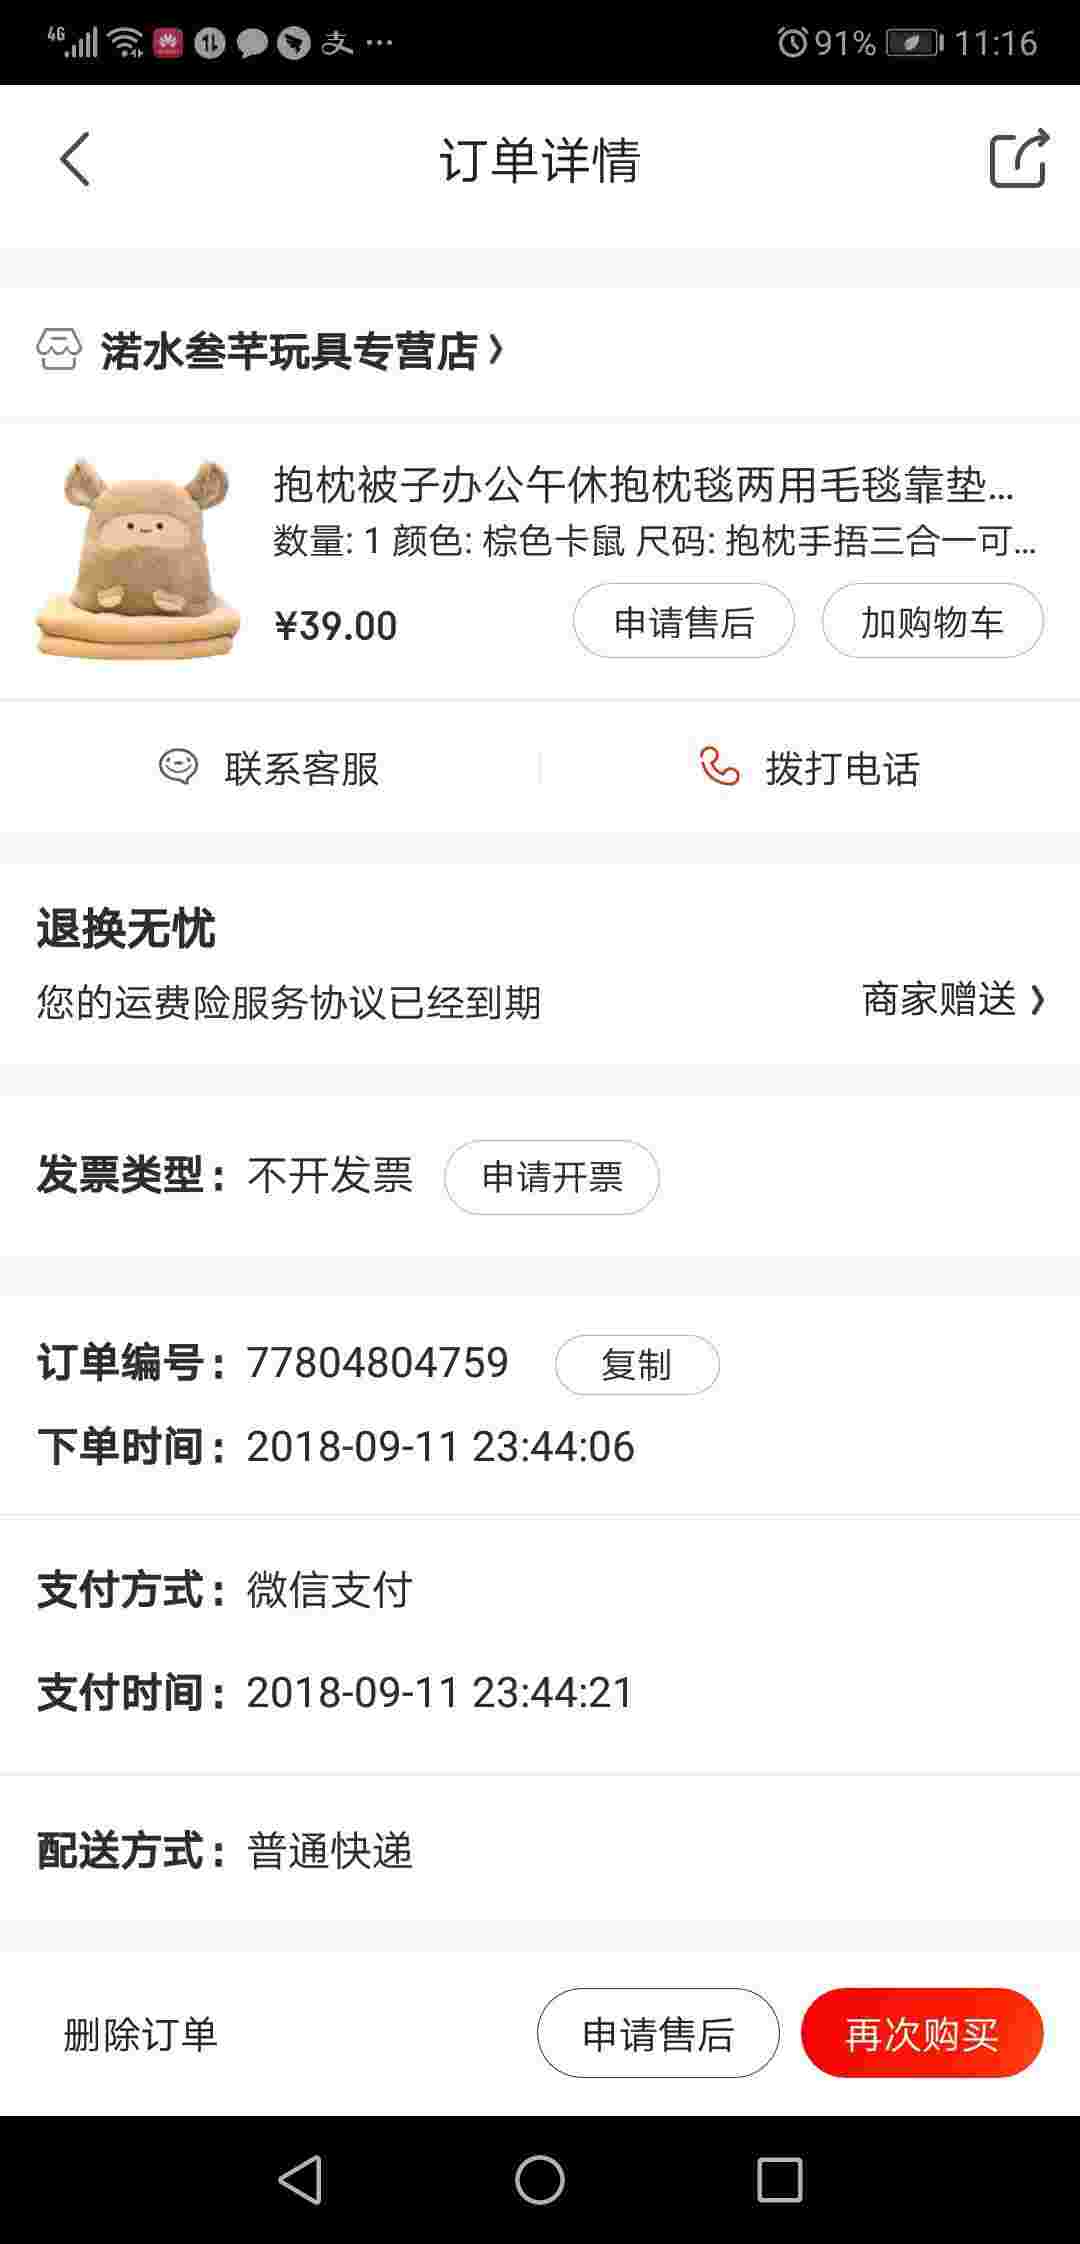 4G 91% 11:16
订单详情
渃水叁芊玩具专营店
抱枕被子办公午休抱枕毯两用毛毯靠垫...
数量: 1 颜色: 棕色卡鼠 尺码: 抱枕手捂三合一可...
¥39.00 申请售后 加购物车
联系客服 拨打电话
退换无忧
您的运费险服务协议已经到期 商家赠送
发票类型: 不开发票 申请开票
订单编号: 77804804759 复制
下单时间: 2018-09-11 23:44:06
支付方式: 微信支付
支付时间: 2018-09-11 23:44:21
配送方式: 普通快递
删除订单 申请售后 再次购买